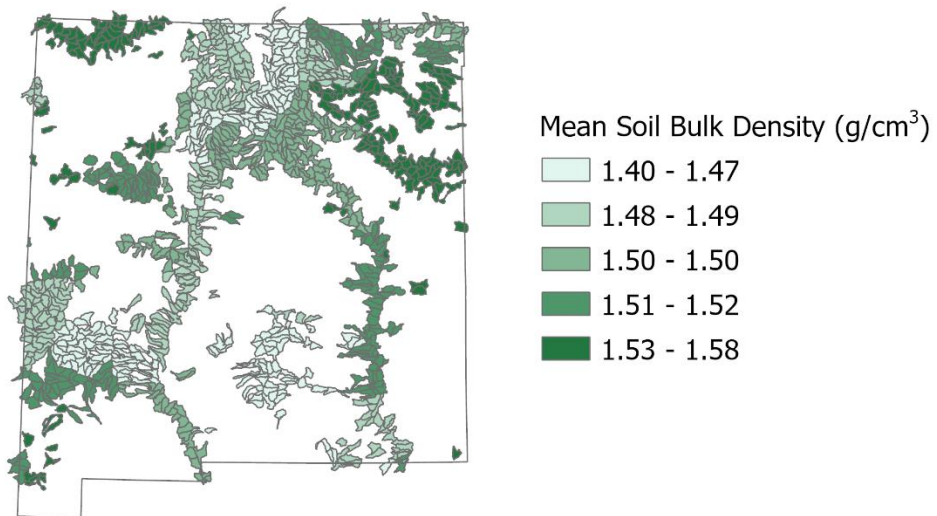 Mean Soil Bulk Density (g/cm³)
1.40 - 1.47
1.48 - 1.49
1.50 - 1.50
1.51 - 1.52
1.53 - 1.58